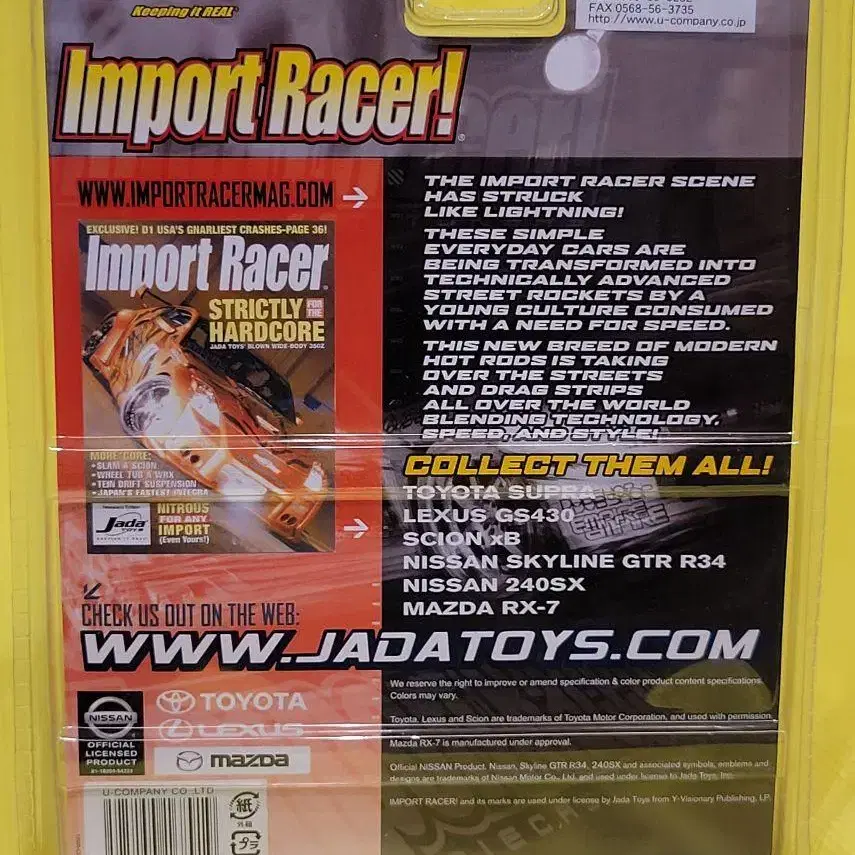 Keeping it REAL
FAX 0568-56-3735
http://www.u-company.co.jp
Import Racer!
WWW.IMPORTRACERMAG.COM
EXCLUSIVE! D1 USA'S GNARLIEST CRASHES-PAGE 36!
Import Racer
STRICTLY FOR THE
HARDCORE
JADA TOYS' BLOWN WIDE-BODY 350Z
MORE 'CORE:
• SLAM A SCION
• WHEEL TUB A WRX
• TEIN DRIFT SUSPENSION
• JAPAN'S FASTEST INTEGRA
Jada
TOYS
NITROUS
FOR ANY
IMPORT
(Even Yours!)
THE IMPORT RACER SCENE
HAS STRUCK
LIKE LIGHTNING!
THESE SIMPLE
EVERYDAY CARS ARE
BEING TRANSFORMED INTO
TECHNICALLY ADVANCED
STREET ROCKETS BY A
YOUNG CULTURE CONSUMED
WITH A NEED FOR SPEED.
THIS NEW BREED OF MODERN
HOT RODS IS TAKING
OVER THE STREETS
AND DRAG STRIPS
ALL OVER THE WORLD
BLENDING TECHNOLOGY,
SPEED, AND STYLE!
COLLECT THEM ALL!
TOYOTA SUPRA
LEXUS GS430
SCION xB
NISSAN SKYLINE GTR R34
NISSAN 240SX
MAZDA RX-7
CHECK US OUT ON THE WEB:
WWW.JADATOYS.COM
NISSAN
OFFICIAL
LICENSED
PRODUCT
TOYOTA
LEXUS
mazda
We reserve the right to improve or amend specification & color product content specifications.
Colors may vary.
Toyota, Lexus and Scion are trademarks of Toyota Motor Corporation, and used with permission.
Mazda RX-7 is manufactured under approval.
Official NISSAN Product. Nissan, Skyline GTR R34, 240SX and associated symbols, emblems and
designs are trademarks of Nissan Motor Co., Ltd. and used under license to Jada Toys, Inc.
IMPORT RACER! and its marks are used under license by Jada Toys from Y-Visionary Publishing, LP.
U-COMPANY CO.,LTD
紙
外箱
プラ